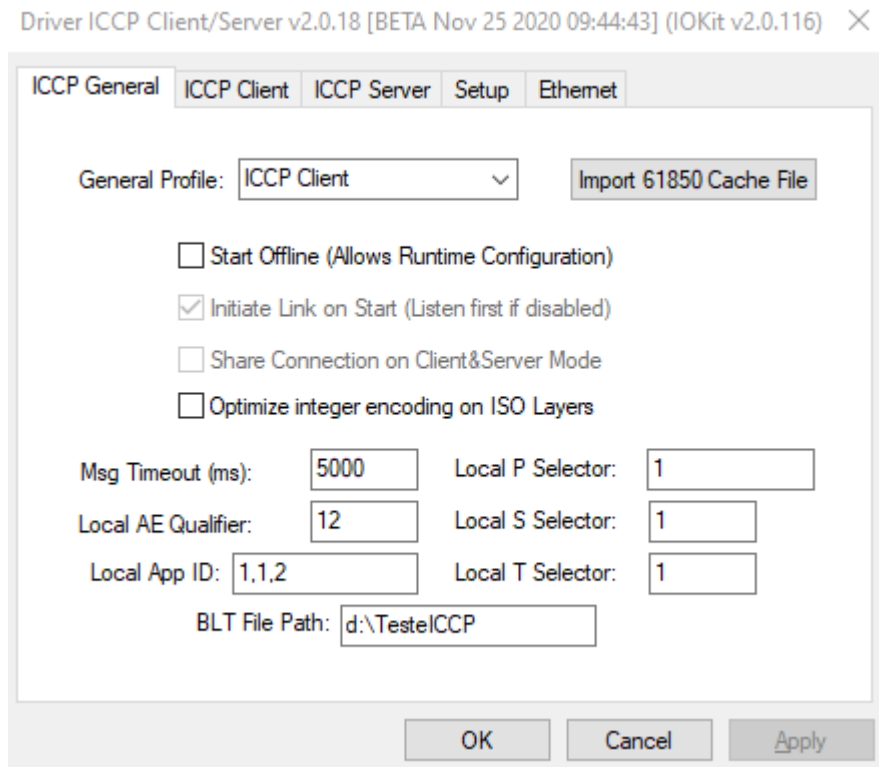 Driver ICCP Client/Server v2.0.18 [BETA Nov 25 2020 09:44:43] (IOKit v2.0.116)
ICCP General ICCP Client ICCP Server Setup Ethernet
General Profile: ICCP Client Import 61850 Cache File
Start Offline (Allows Runtime Configuration)
Initiate Link on Start (Listen first if disabled)
Share Connection on Client&Server Mode
Optimize integer encoding on ISO Layers
Msg Timeout (ms): 5000 Local P Selector: 1
Local AE Qualifier: 12 Local S Selector: 1
Local App ID: 1,1,2 Local T Selector: 1
BLT File Path: d:\TesteICCP
OK Cancel Apply